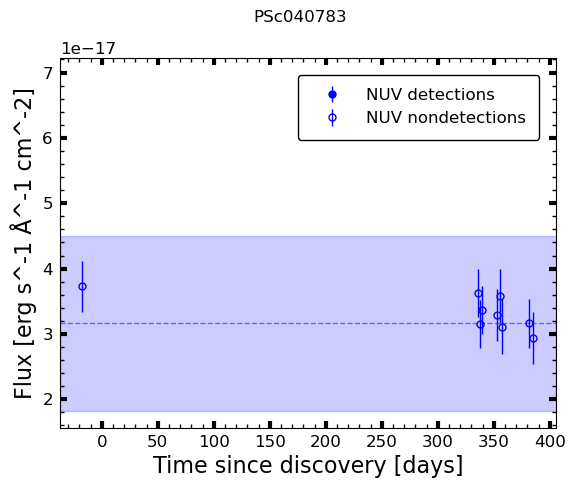 PSc040783
1e−17
NUV detections
NUV nondetections
7
6
5
4
3
2
Flux [erg s^-1 Å^-1 cm^-2]
0 50 100 150 200 250 300 350 400
Time since discovery [days]